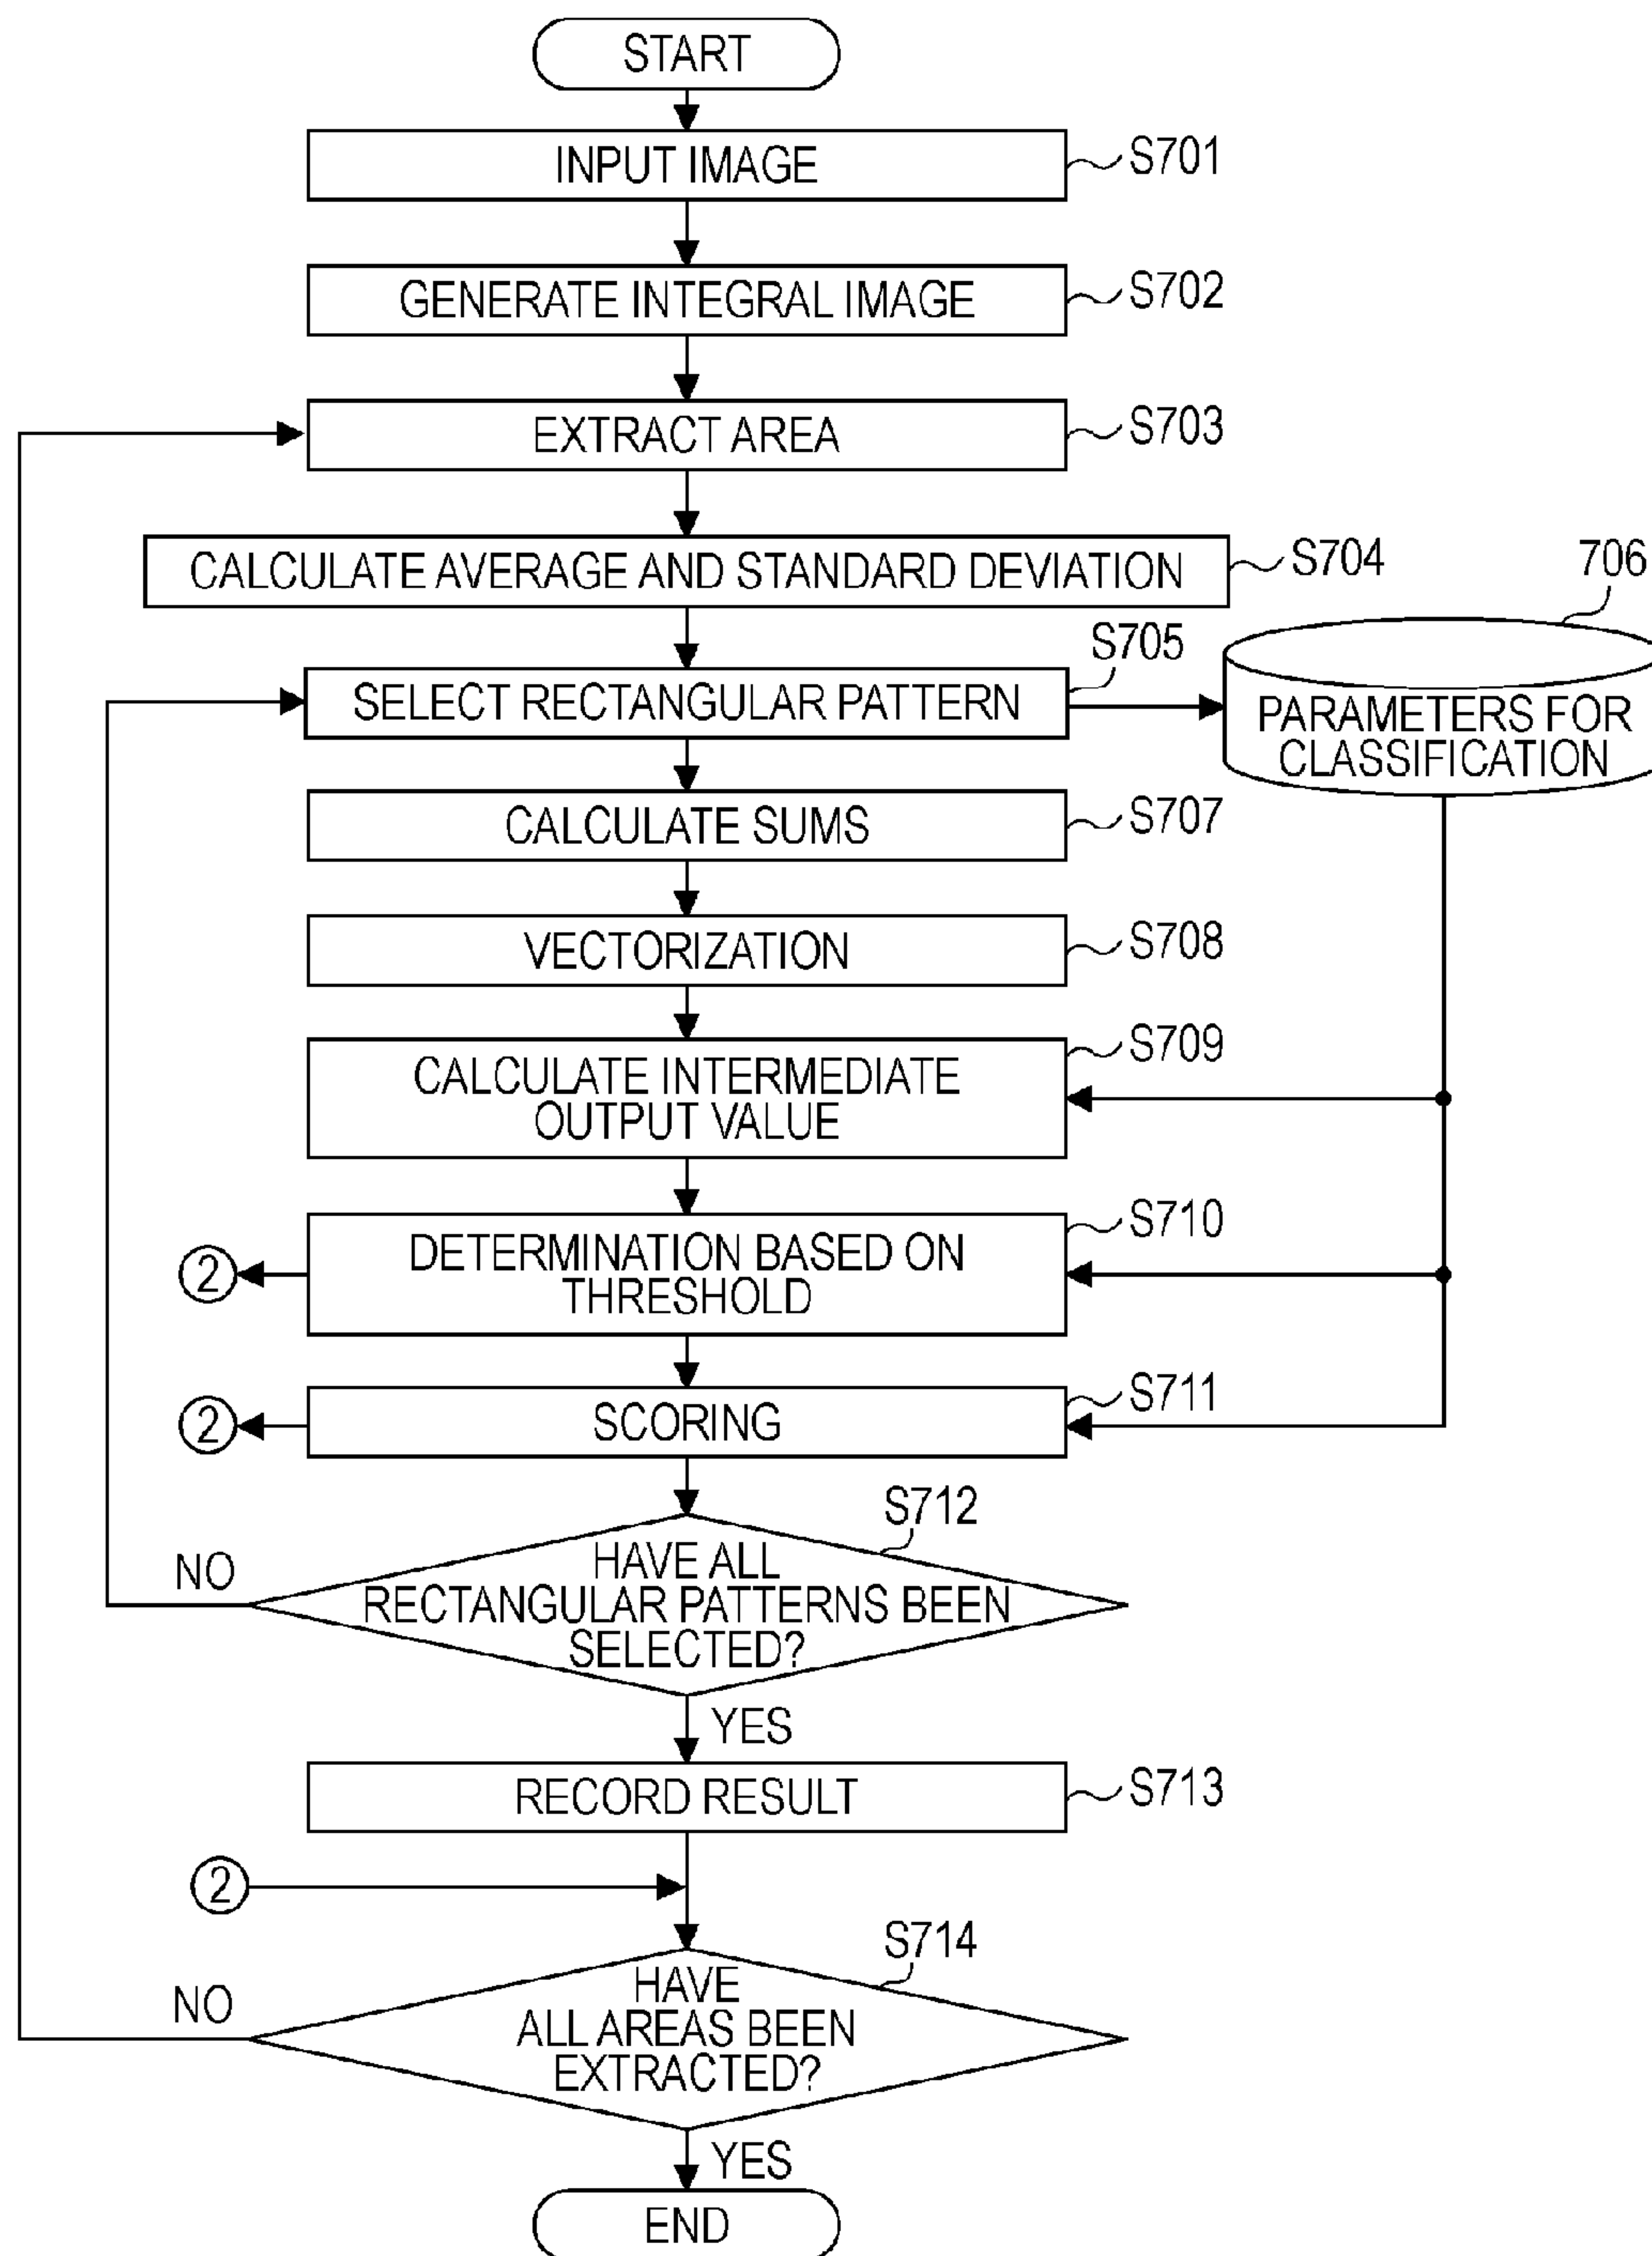 START
INPUT IMAGE
S701
GENERATE INTEGRAL IMAGE
S702
EXTRACT AREA
S703
CALCULATE AVERAGE AND STANDARD DEVIATION
S704
706
S705
SELECT RECTANGULAR PATTERN
PARAMETERS FOR
CLASSIFICATION
CALCULATE SUMS
S707
VECTORIZATION
S708
CALCULATE INTERMEDIATE
OUTPUT VALUE
S709
DETERMINATION BASED ON
THRESHOLD
S710
2
SCORING
S711
2
S712
HAVE ALL
RECTANGULAR PATTERNS BEEN
SELECTED?
NO
YES
RECORD RESULT
S713
2
S714
HAVE
ALL AREAS BEEN
EXTRACTED?
NO
YES
END